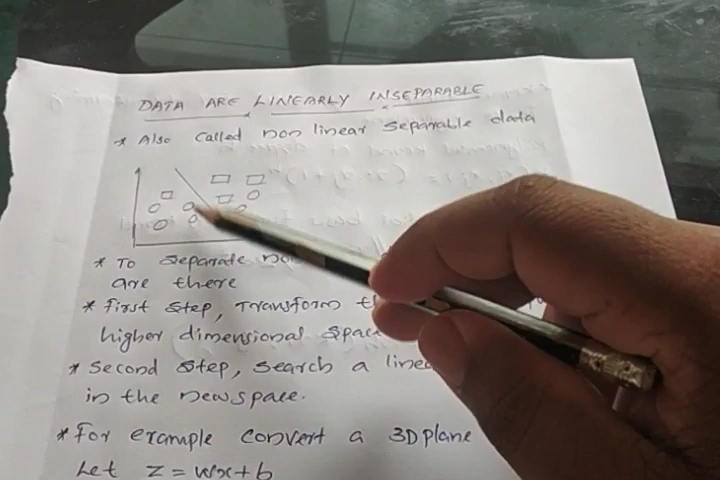 DATA ARE LINEARLY INSEPARABLE
* Also called non linear separable data
* To separate
are there
* First step, Transform
higher dimensional space
* Second step, search a
in the newspace.
* For example convert a 3D plane
Let z = wx+b